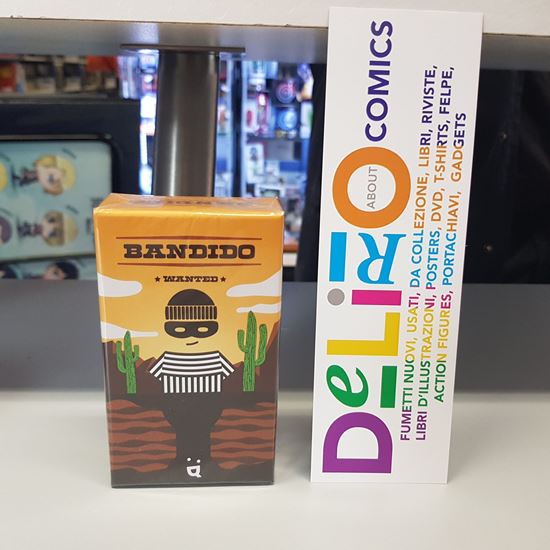 BANDIDO
★ WANTED ★
DeLiRiO
ABOUT
COMICS
FUMETTI NUOVI, USATI, DA COLLEZIONE, LIBRI, RIVISTE,
LIBRI D'ILLUSTRAZIONI, POSTERS, DVD, T-SHIRTS, FELPE,
ACTION FIGURES, PORTACHIAVI, GADGETS